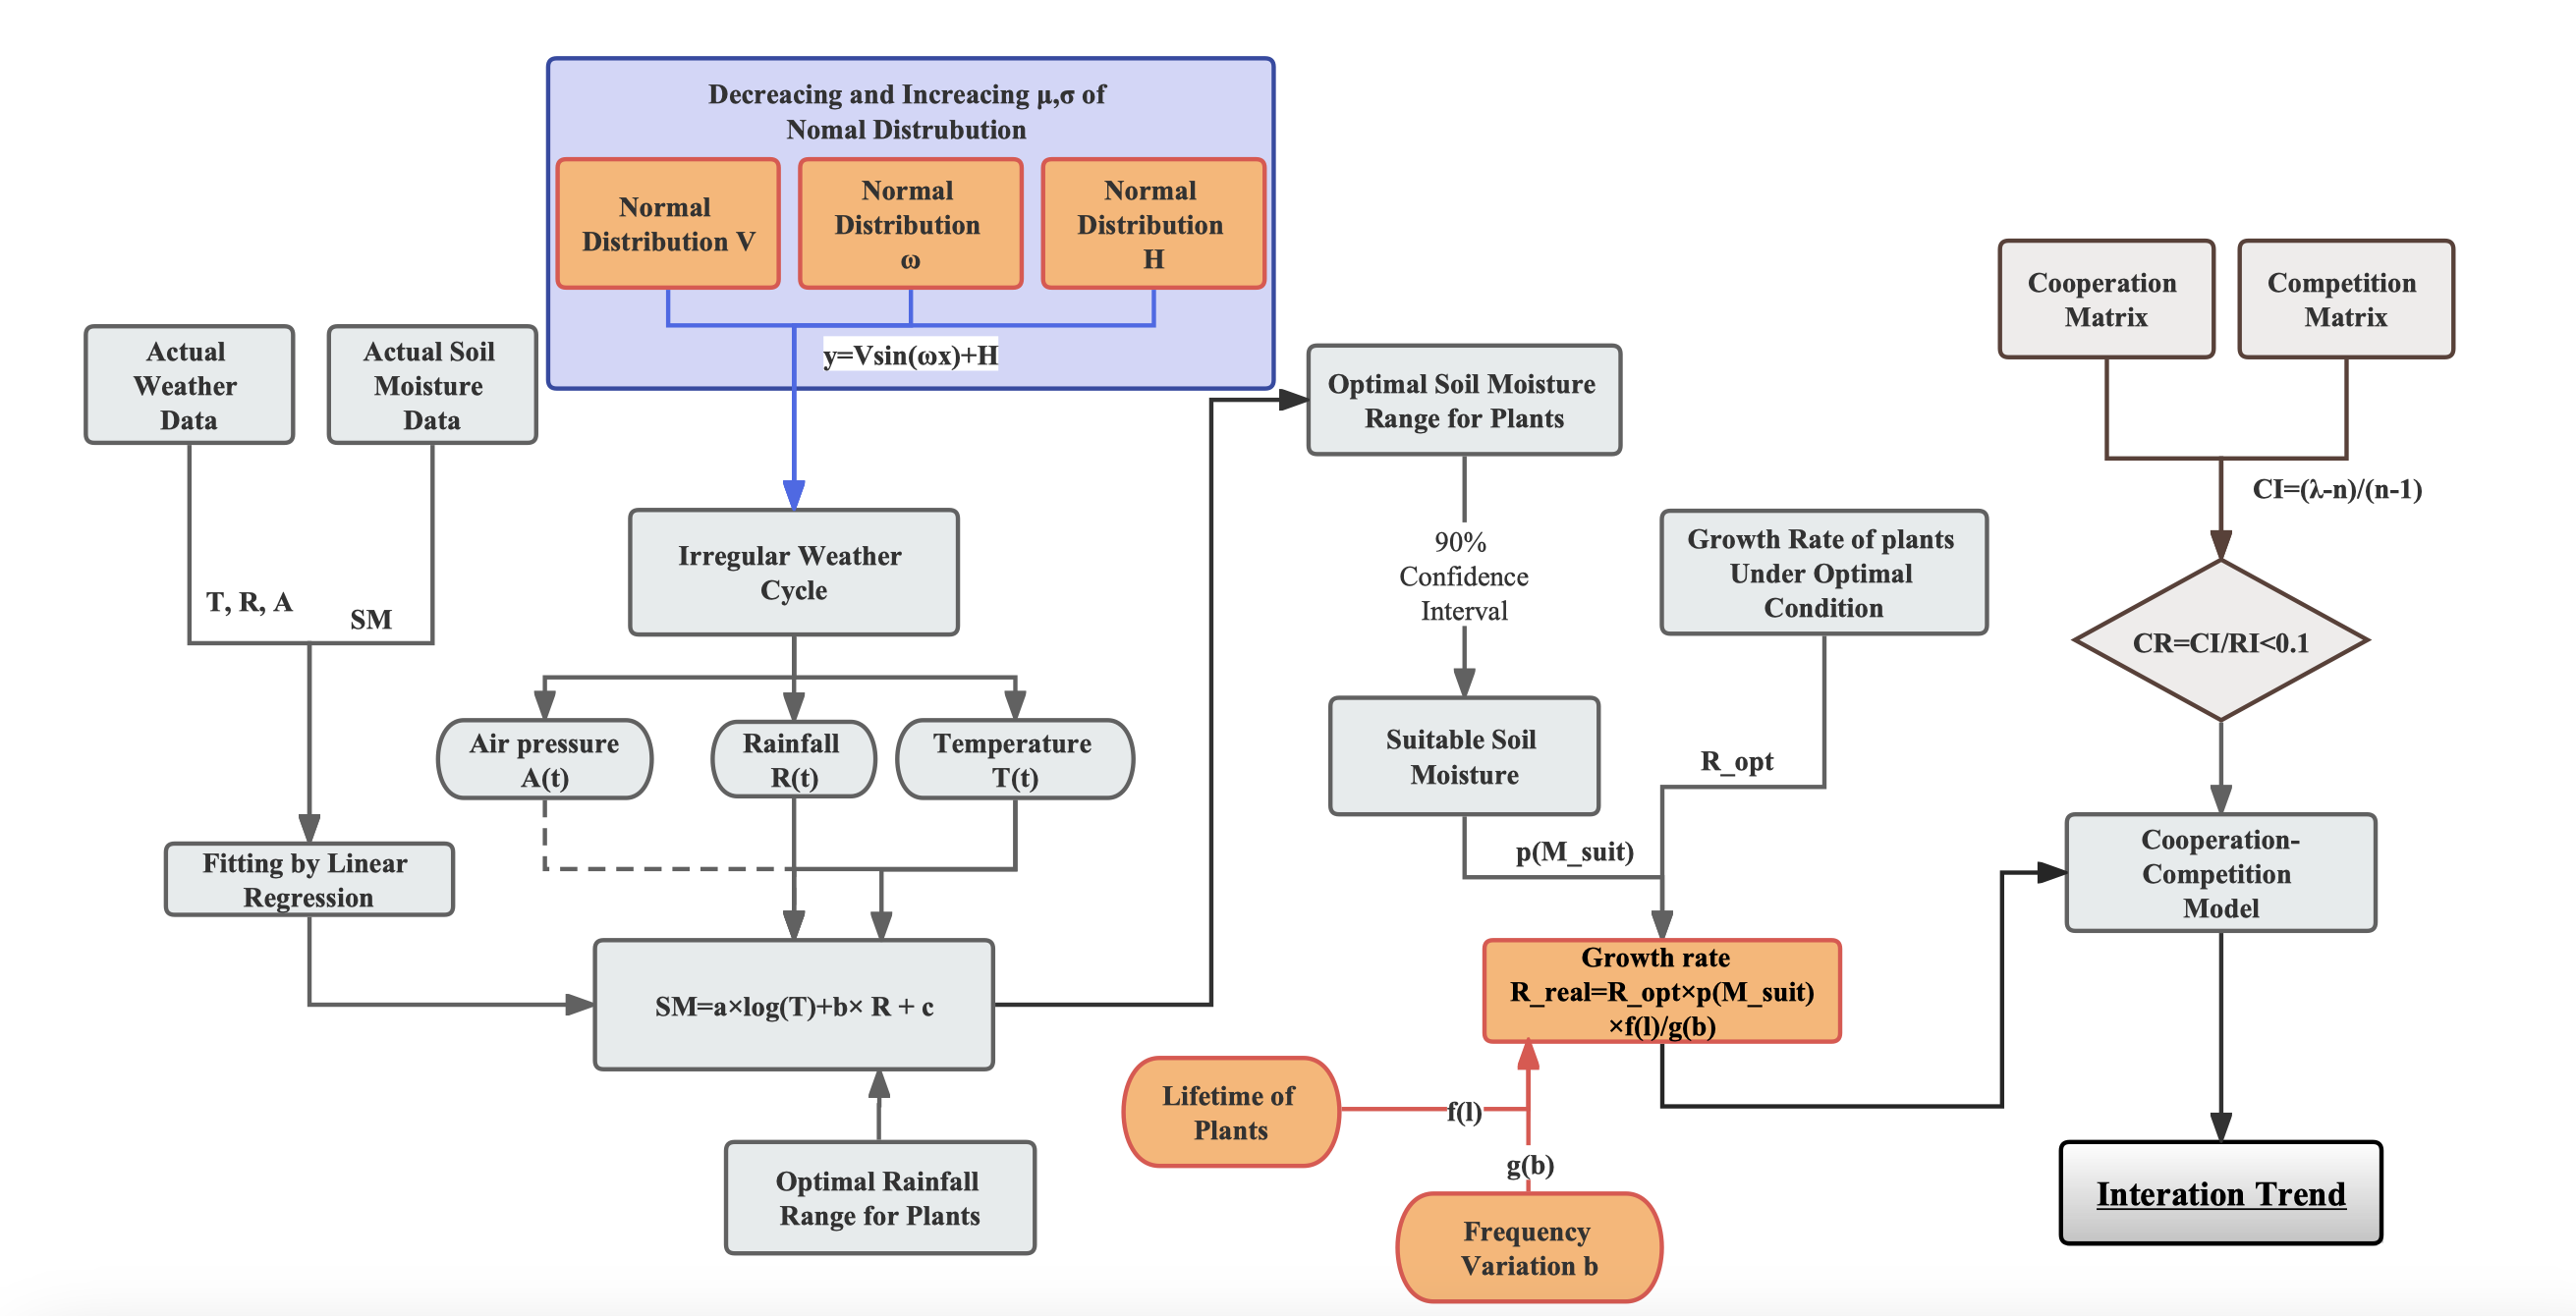 Decreacing and Increacing μ,σ of
Nomal Distrubution
Normal
Distribution V
Normal
Distribution
ω
Normal
Distribution
H
y=Vsin(ωx)+H
Actual
Weather
Data
Actual Soil
Moisture
Data
T, R, A
SM
Fitting by Linear
Regression
Irregular Weather
Cycle
Air pressure
A(t)
Rainfall
R(t)
Temperature
T(t)
SM=a×log(T)+b× R + c
Optimal Rainfall
Range for Plants
Optimal Soil Moisture
Range for Plants
90%
Confidence
Interval
Suitable Soil
Moisture
p(M_suit)
Growth Rate of plants
Under Optimal
Condition
R_opt
Growth rate
R_real=R_opt×p(M_suit)
×f(l)/g(b)
Lifetime of
Plants
f(l)
g(b)
Frequency
Variation b
Cooperation
Matrix
Competition
Matrix
CI=(λ-n)/(n-1)
CR=CI/RI<0.1
Cooperation-
Competition
Model
Interation Trend